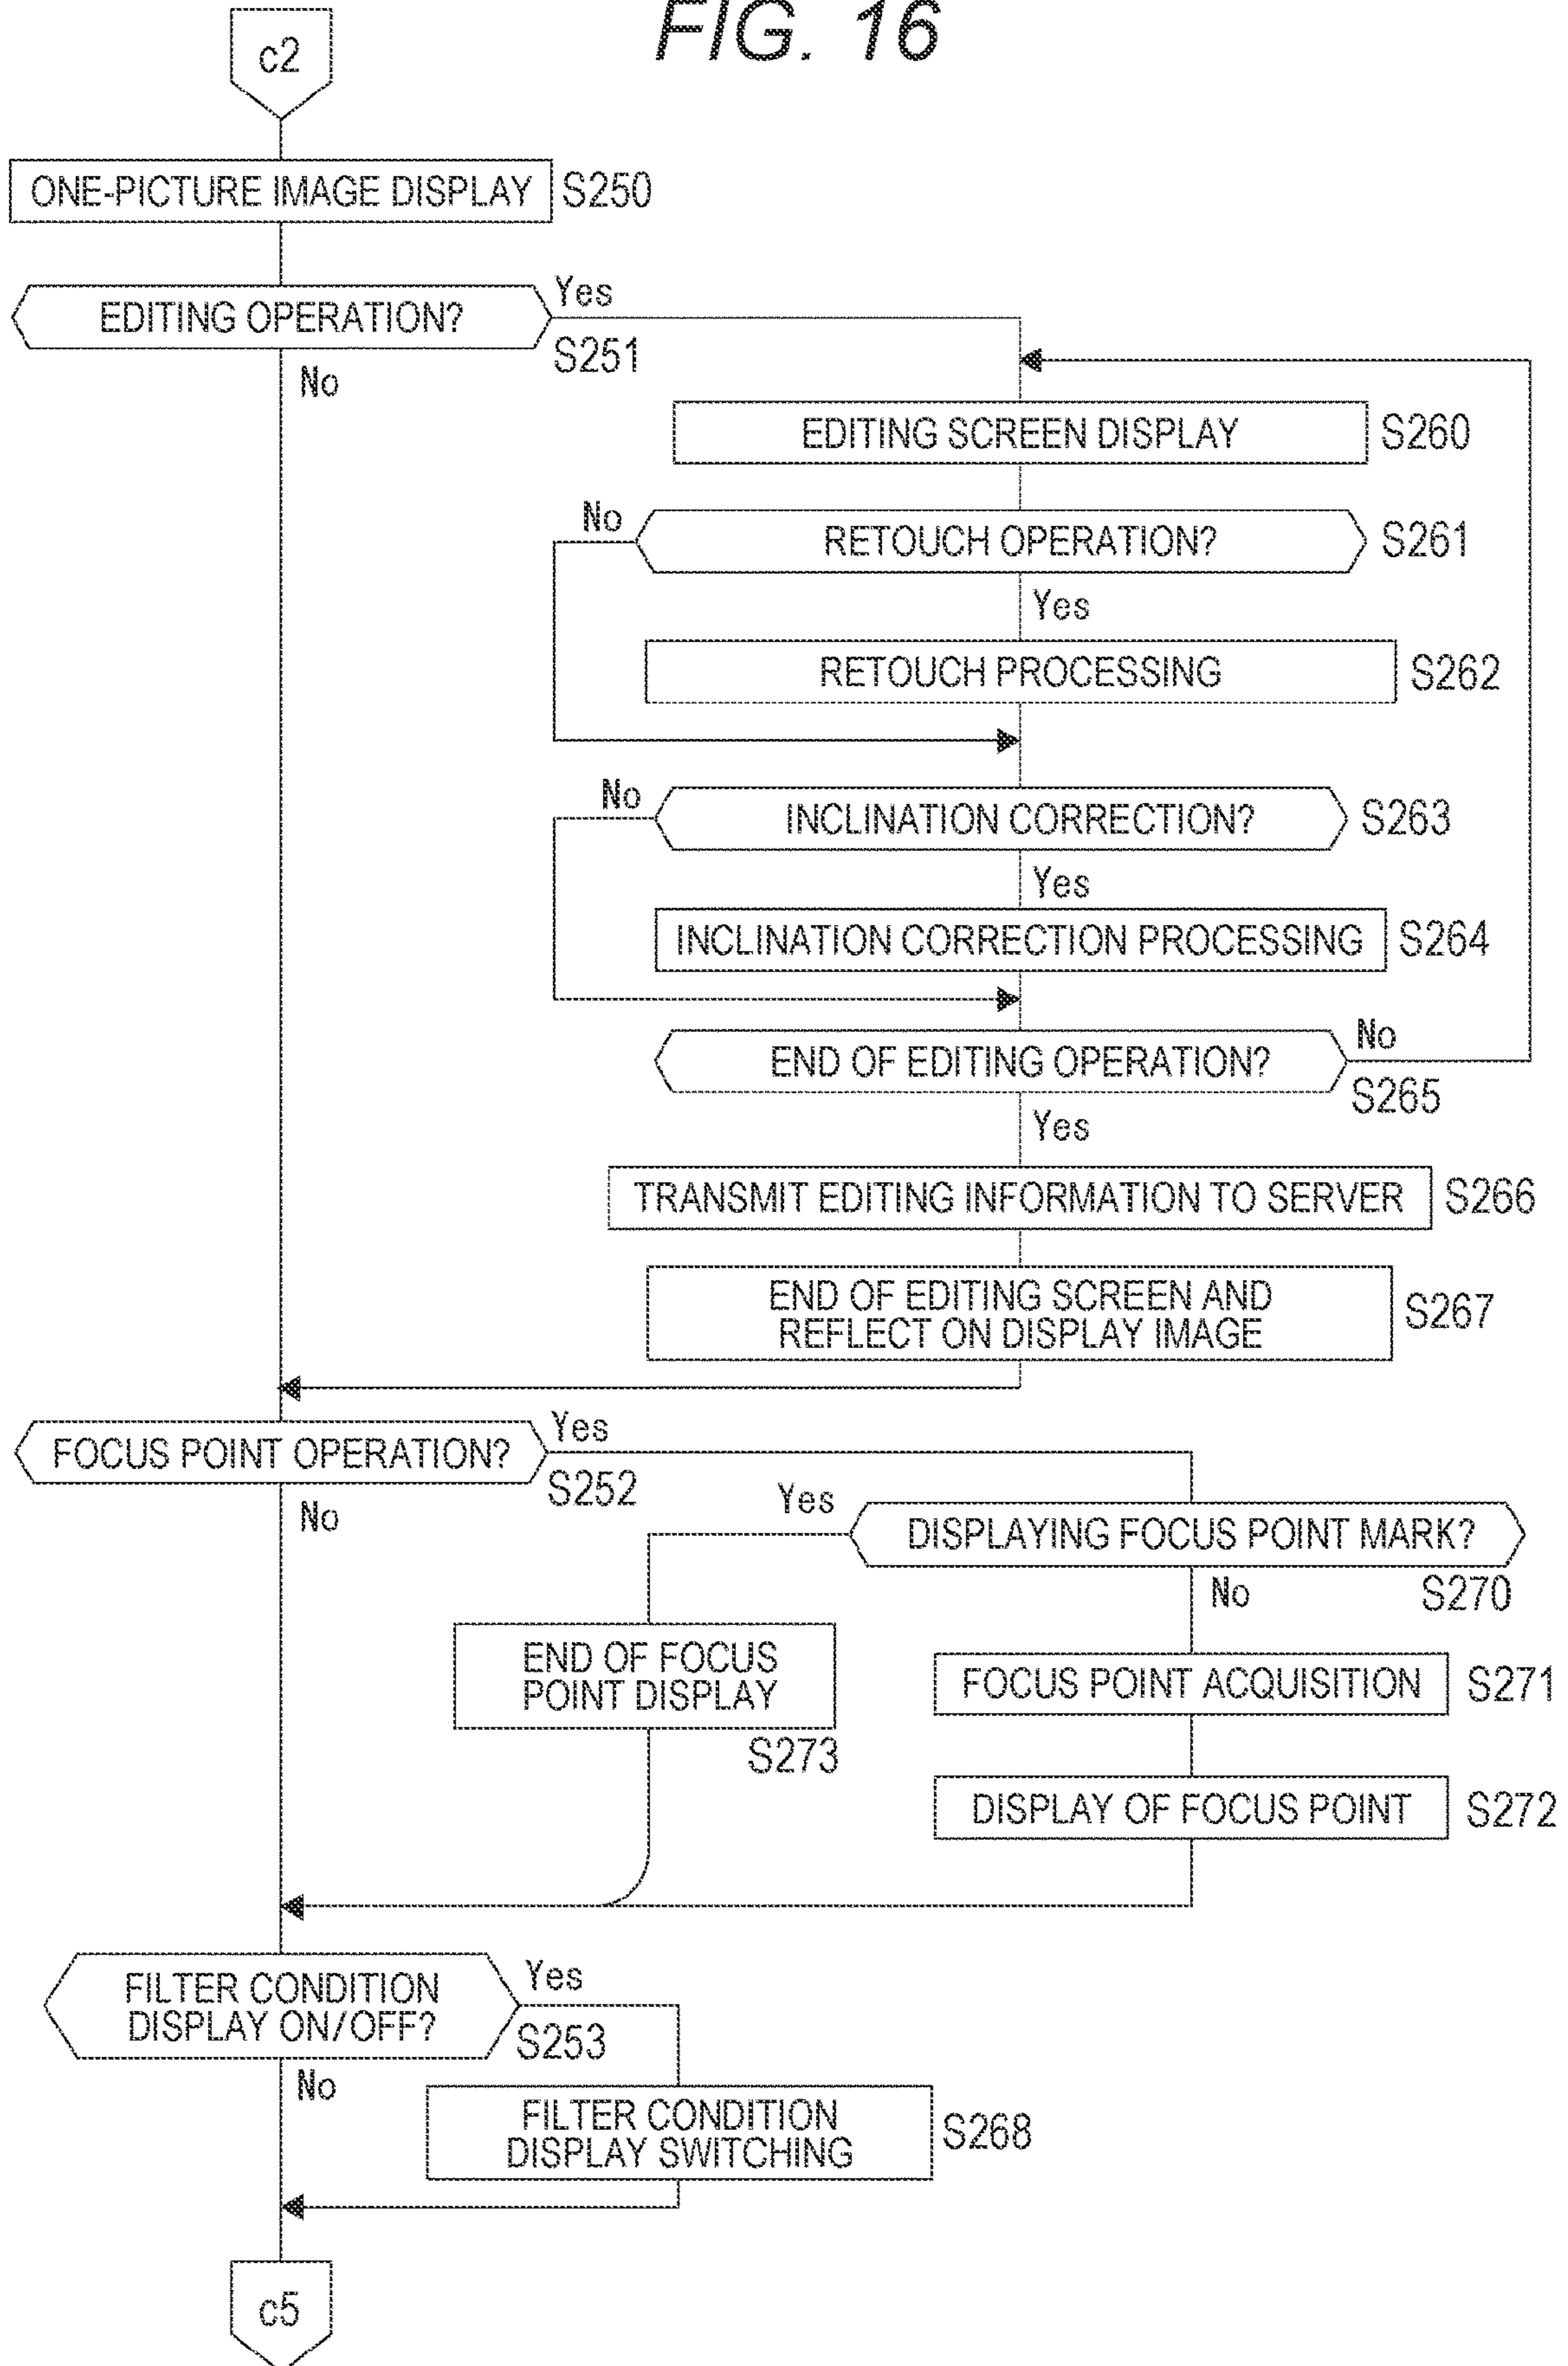 FIG. 16
c2
ONE-PICTURE IMAGE DISPLAY S250
EDITING OPERATION?
Yes
S251
No
EDITING SCREEN DISPLAY S260
No
RETOUCH OPERATION? S261
Yes
RETOUCH PROCESSING S262
No
INCLINATION CORRECTION? S263
Yes
INCLINATION CORRECTION PROCESSING S264
END OF EDITING OPERATION?
No
S265
Yes
TRANSMIT EDITING INFORMATION TO SERVER S266
END OF EDITING SCREEN AND
REFLECT ON DISPLAY IMAGE
S267
FOCUS POINT OPERATION?
Yes
S252
No
Yes
DISPLAYING FOCUS POINT MARK?
S270
No
END OF FOCUS
POINT DISPLAY
S273
FOCUS POINT ACQUISITION S271
DISPLAY OF FOCUS POINT S272
FILTER CONDITION
DISPLAY ON/OFF?
Yes
S253
No
FILTER CONDITION
DISPLAY SWITCHING
S268
c5